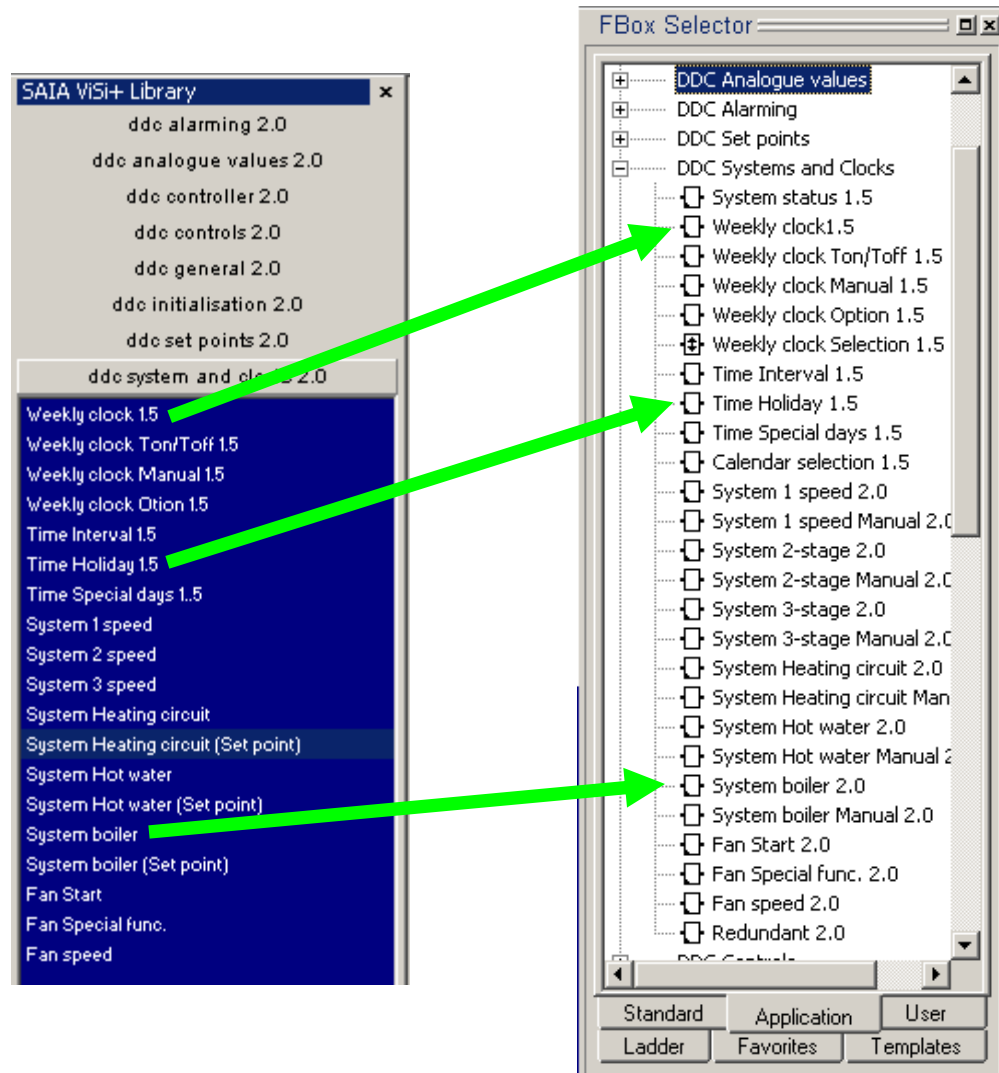 SAIA ViSi+ Library
ddc alarming 2.0
ddc analogue values 2.0
ddc controller 2.0
ddc controls 2.0
ddc general 2.0
ddc initialisation 2.0
ddc set points 2.0
ddc system and 2.0
Weekly clock 1.5
Weekly clock Ton/Toff 1.5
Weekly clock Manual 1.5
Weekly clock Otion 1.5
Time Interval 1.5
Time Holiday 1.5
Time Special days 1..5
System 1 speed
System 2 speed
System 3 speed
System Heating circuit
System Heating circuit (Set point)
System Hot water
System Hot water (Set point)
System boiler
System boiler (Set point)
Fan Start
Fan Special func.
Fan speed
FBox Selector
DDC Analogue values
DDC Alarming
DDC Set points
DDC Systems and Clocks
System status 1.5
Weekly clock1.5
Weekly clock Ton/Toff 1.5
Weekly clock Manual 1.5
Weekly clock Option 1.5
Weekly clock Selection 1.5
Time Interval 1.5
Time Holiday 1.5
Time Special days 1.5
Calendar selection 1.5
System 1 speed 2.0
System 1 speed Manual 2.0
System 2-stage 2.0
System 2-stage Manual 2.0
System 3-stage 2.0
System 3-stage Manual 2.0
System Heating circuit 2.0
System Heating circuit Man
System Hot water 2.0
System Hot water Manual 2
System boiler 2.0
System boiler Manual 2.0
Fan Start 2.0
Fan Special func. 2.0
Fan speed 2.0
Redundant 2.0
DDC Controls
Standard Application User
Ladder Favorites Templates